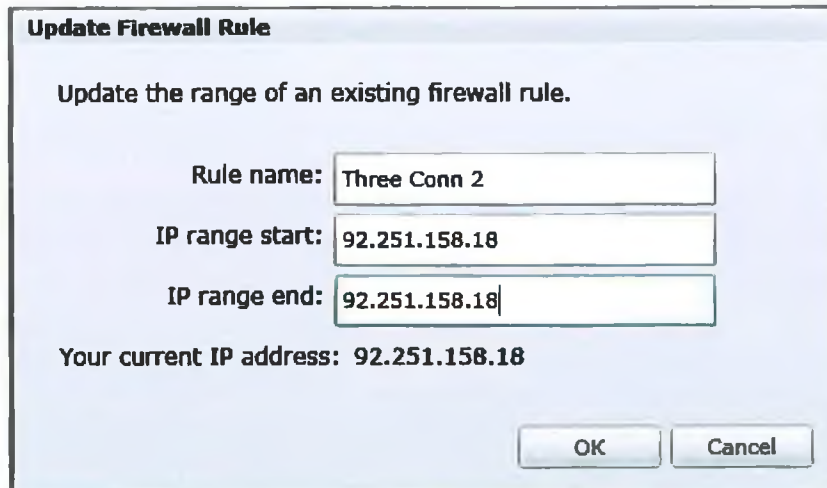 Update Firewall Rule
Update the range of an existing firewall rule.
Rule name: Three Conn 2
IP range start: 92.251.158.18
IP range end: 92.251.158.18
Your current IP address: 92.251.158.18
OK Cancel